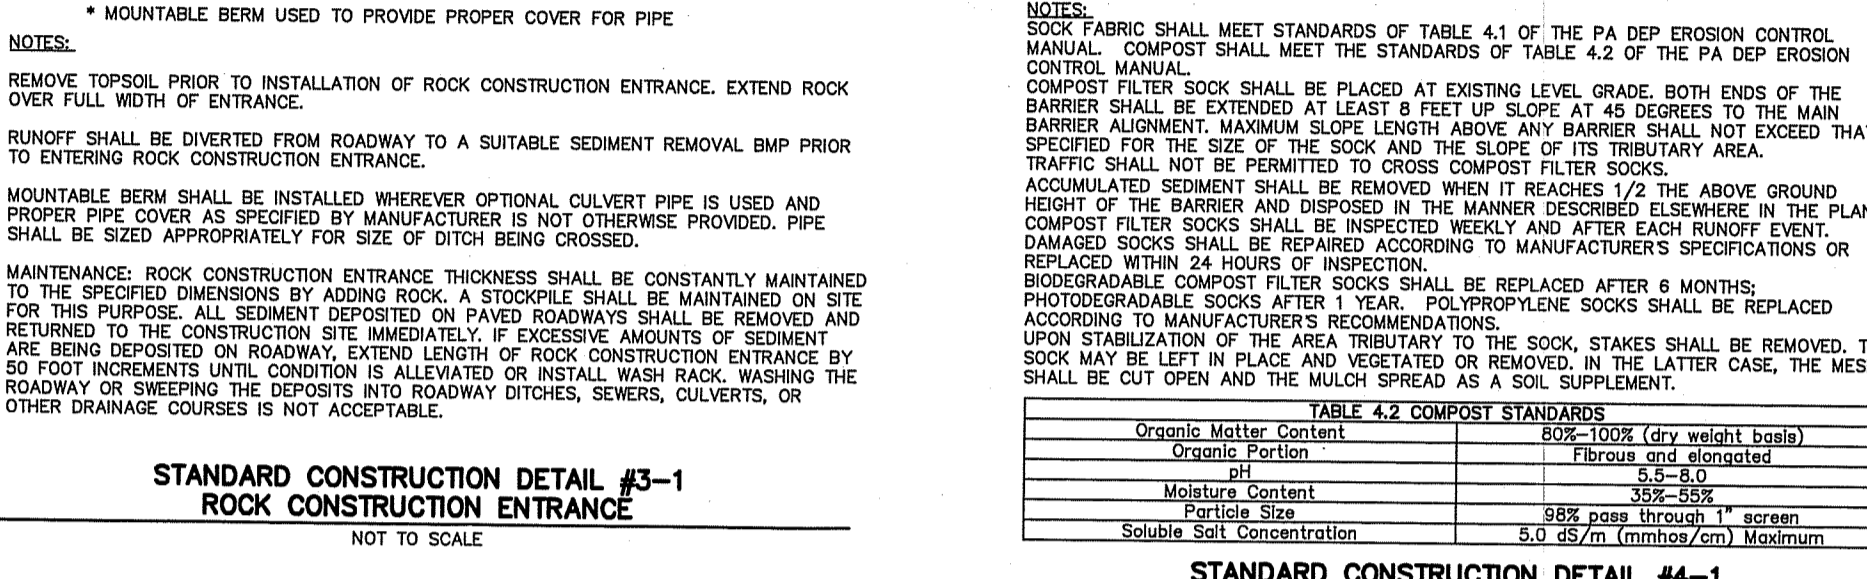 * MOUNTABLE BERM USED TO PROVIDE PROPER COVER FOR PIPE
NOTES:
REMOVE TOPSOIL PRIOR TO INSTALLATION OF ROCK CONSTRUCTION ENTRANCE. EXTEND ROCK
OVER FULL WIDTH OF ENTRANCE.
RUNOFF SHALL BE DIVERTED FROM ROADWAY TO A SUITABLE SEDIMENT REMOVAL BMP PRIOR
TO ENTERING ROCK CONSTRUCTION ENTRANCE.
MOUNTABLE BERM SHALL BE INSTALLED WHEREVER OPTIONAL CULVERT PIPE IS USED AND
PROPER PIPE COVER AS SPECIFIED BY MANUFACTURER IS NOT OTHERWISE PROVIDED. PIPE
SHALL BE SIZED APPROPRIATELY FOR SIZE OF DITCH BEING CROSSED.
MAINTENANCE: ROCK CONSTRUCTION ENTRANCE THICKNESS SHALL BE CONSTANTLY MAINTAINED
TO THE SPECIFIED DIMENSIONS BY ADDING ROCK. A STOCKPILE SHALL BE MAINTAINED ON SITE
FOR THIS PURPOSE. ALL SEDIMENT DEPOSITED ON PAVED ROADWAYS SHALL BE REMOVED AND
RETURNED TO THE CONSTRUCTION SITE IMMEDIATELY. IF EXCESSIVE AMOUNTS OF SEDIMENT
ARE BEING DEPOSITED ON ROADWAY, EXTEND LENGTH OF ROCK CONSTRUCTION ENTRANCE BY
50 FOOT INCREMENTS UNTIL CONDITION IS ALLEVIATED OR INSTALL WASH RACK. WASHING THE
ROADWAY OR SWEEPING THE DEPOSITS INTO ROADWAY DITCHES, SEWERS, CULVERTS, OR
OTHER DRAINAGE COURSES IS NOT ACCEPTABLE.
STANDARD CONSTRUCTION DETAIL #3-1
ROCK CONSTRUCTION ENTRANCE
NOT TO SCALE
NOTES:
SOCK FABRIC SHALL MEET STANDARDS OF TABLE 4.1 OF THE PA DEP EROSION CONTROL
MANUAL. COMPOST SHALL MEET THE STANDARDS OF TABLE 4.2 OF THE PA DEP EROSION
CONTROL MANUAL.
COMPOST FILTER SOCK SHALL BE PLACED AT EXISTING LEVEL GRADE. BOTH ENDS OF THE
BARRIER SHALL BE EXTENDED AT LEAST 8 FEET UP SLOPE AT 45 DEGREES TO THE MAIN
BARRIER ALIGNMENT. MAXIMUM SLOPE LENGTH ABOVE ANY BARRIER SHALL NOT EXCEED THA
SPECIFIED FOR THE SIZE OF THE SOCK AND THE SLOPE OF ITS TRIBUTARY AREA.
TRAFFIC SHALL NOT BE PERMITTED TO CROSS COMPOST FILTER SOCKS.
ACCUMULATED SEDIMENT SHALL BE REMOVED WHEN IT REACHES 1/2 THE ABOVE GROUND
HEIGHT OF THE BARRIER AND DISPOSED IN THE MANNER DESCRIBED ELSEWHERE IN THE PLAN
COMPOST FILTER SOCKS SHALL BE INSPECTED WEEKLY AND AFTER EACH RUNOFF EVENT.
DAMAGED SOCKS SHALL BE REPAIRED ACCORDING TO MANUFACTURER'S SPECIFICATIONS OR
REPLACED WITHIN 24 HOURS OF INSPECTION.
BIODEGRADABLE COMPOST FILTER SOCKS SHALL BE REPLACED AFTER 6 MONTHS;
PHOTODEGRADABLE SOCKS AFTER 1 YEAR. POLYPROPYLENE SOCKS SHALL BE REPLACED
ACCORDING TO MANUFACTURER'S RECOMMENDATIONS.
UPON STABILIZATION OF THE AREA TRIBUTARY TO THE SOCK, STAKES SHALL BE REMOVED. T
SOCK MAY BE LEFT IN PLACE AND VEGETATED OR REMOVED. IN THE LATTER CASE, THE MES
SHALL BE CUT OPEN AND THE MULCH SPREAD AS A SOIL SUPPLEMENT.
TABLE 4.2 COMPOST STANDARDS
Organic Matter Content 80%-100% (dry weight basis)
Organic Portion Fibrous and elongated
pH 5.5-8.0
Moisture Content 35%-55%
Particle Size 98% pass through 1" screen
Soluble Salt Concentration 5.0 dS/m (mmhos/cm) Maximum
STANDARD CONSTRUCTION DETAIL #4-1